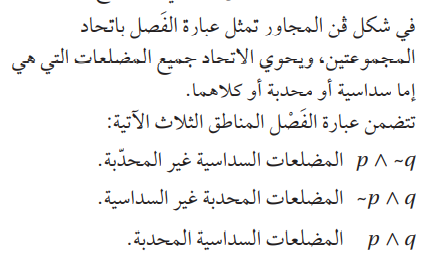 في شكل ڤن المجاور تمثل عبارة الفَصل باتحاد
المجموعتين، ويحوي الاتحاد جميع المضلعات التي هي
إما سداسية أو محدبة أو كلاهما.
تتضمن عبارة الفَصْل المناطق الثلاث الآتية:
p ∧ ~q المضلعات السداسية غير المحدّبة.
~p ∧ q المضلعات المحدبة غير السداسية.
p ∧ q المضلعات السداسية المحدبة.